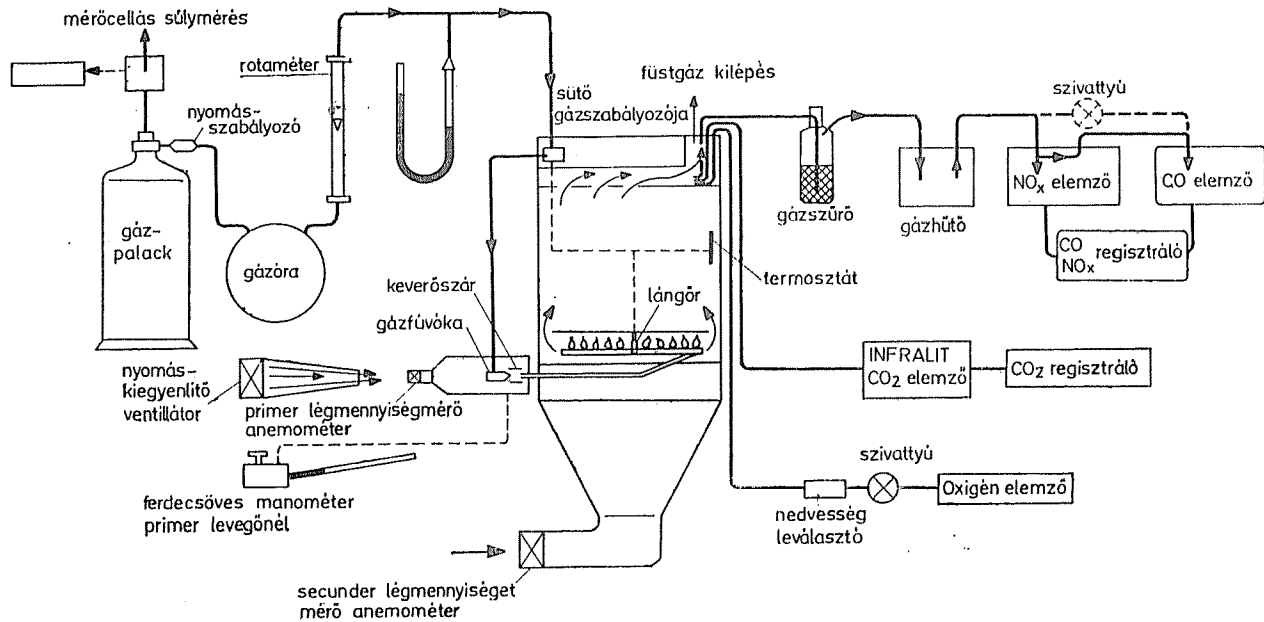 mérőcellás súlymérés
rotaméter
nyomás-
szabályozó
gáz-
palack
gázóra
sütő
gázszabályozója
füstgáz kilépés
szivattyú
gázszűrő
gázhűtő
NOx elemző
CO elemző
CO
NOx
regisztráló
termosztát
lángőr
keverőszár
gázfúvóka
nyomás-
kiegyenlítő
ventillátor
primer légmennyiségmérő
anemométer
INFRALIT
CO2 elemző
CO2 regisztráló
ferdecsöves manométer
primer levegőnél
szivattyú
Oxigén elemző
nedvesség
leválasztó
secunder légmennyiséget
mérő anemométer